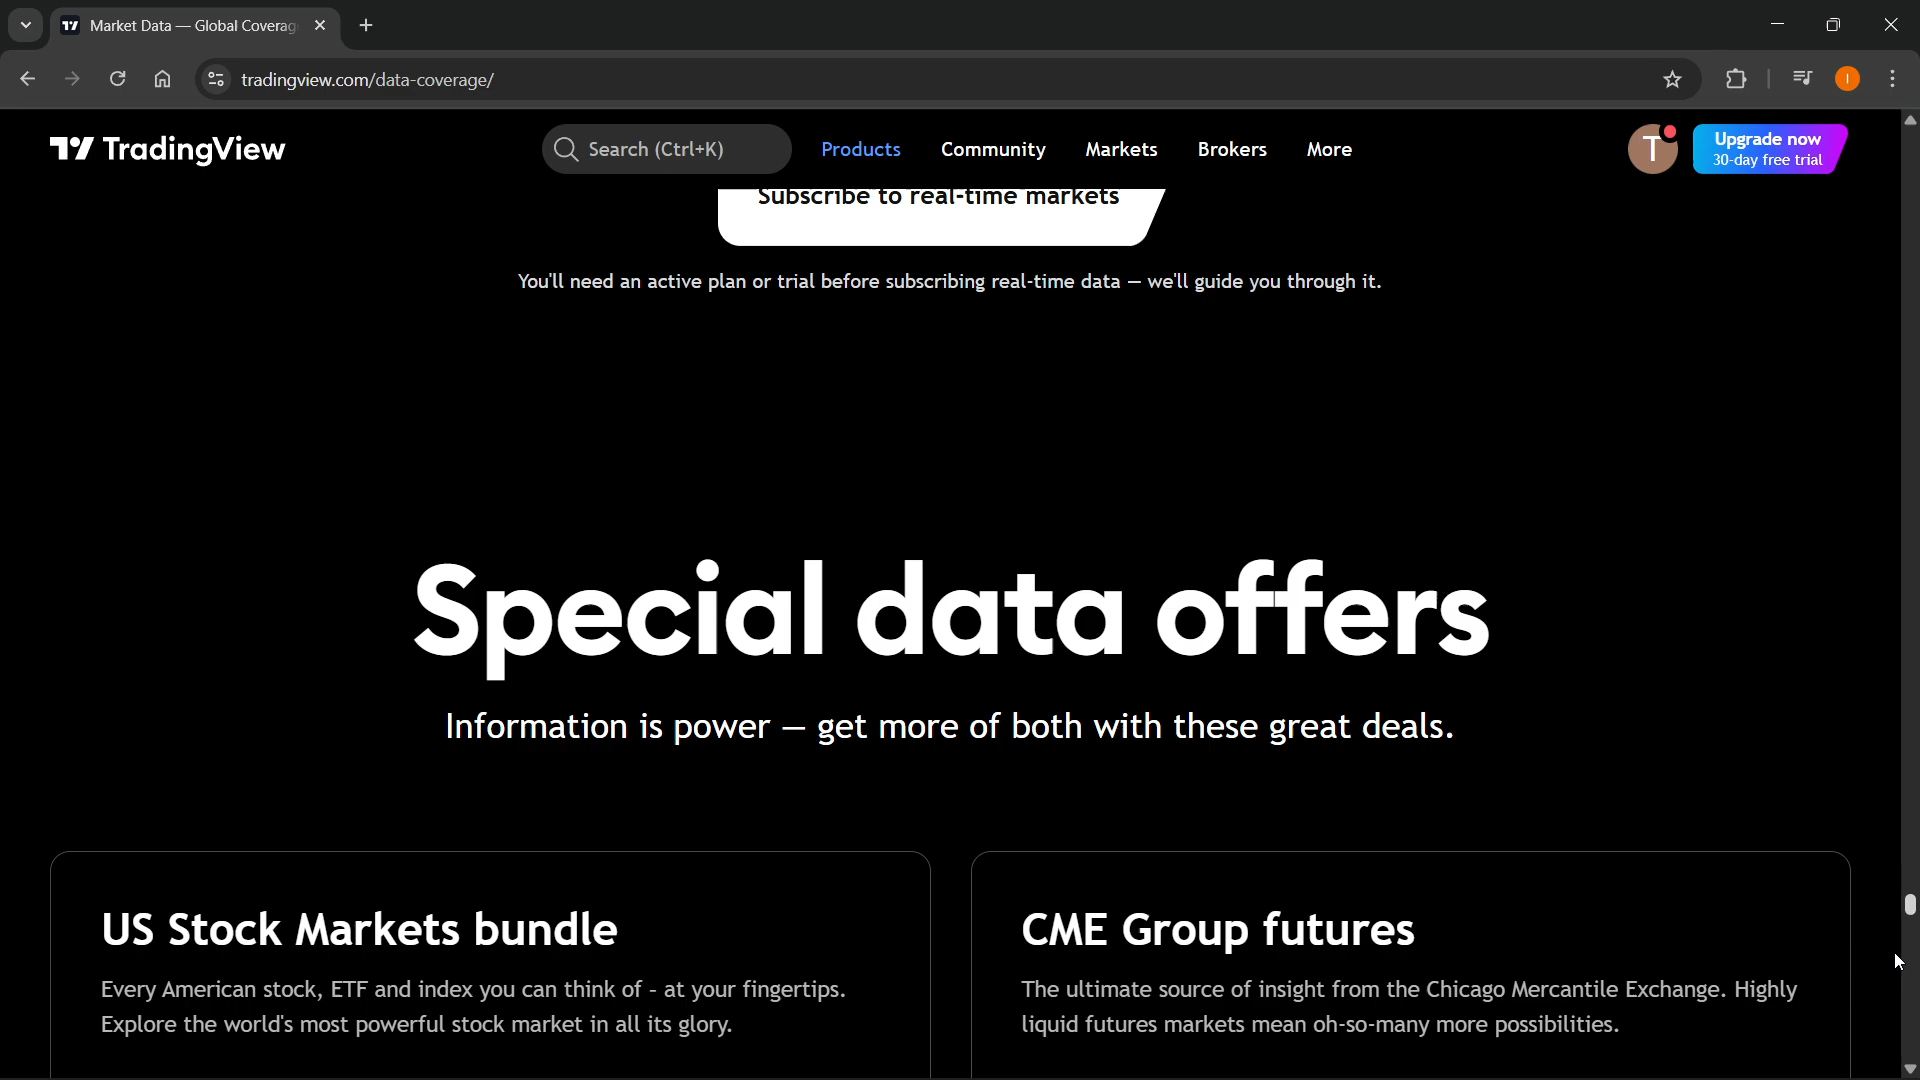 Market Data — Global Coverag
tradingview.com/data-coverage/
I
TradingView
Search (Ctrl+K)
Products
Community
Markets
Brokers
More
T
Upgrade now
30-day free trial
Subscribe to real-time markets
You'll need an active plan or trial before subscribing real-time data — we'll guide you through it.
Special data offers
Information is power — get more of both with these great deals.
US Stock Markets bundle
Every American stock, ETF and index you can think of - at your fingertips.
Explore the world's most powerful stock market in all its glory.
CME Group futures
The ultimate source of insight from the Chicago Mercantile Exchange. Highly
liquid futures markets mean oh-so-many more possibilities.